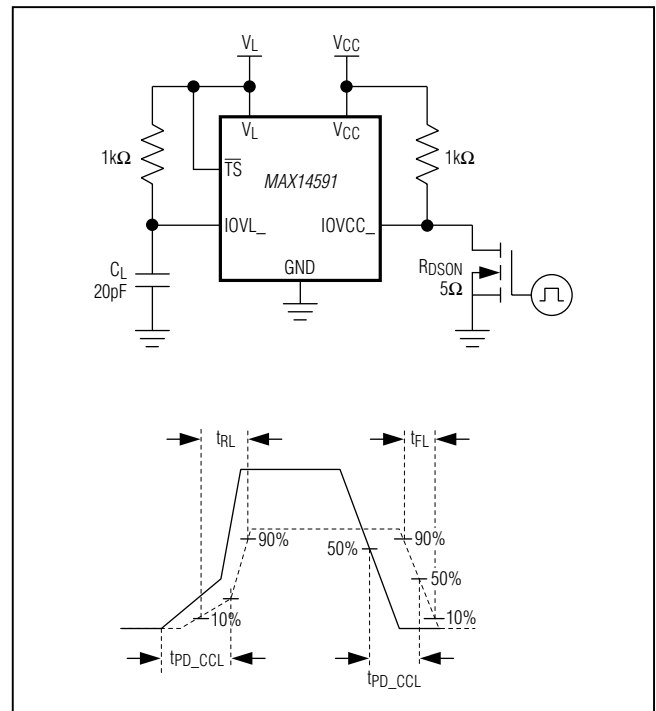 VL VCC
VL VCC
1kΩ 1kΩ
TS
MAX14591
IOVL_ IOVCC_
CL
20pF
GND
RDSON
5Ω
tRL tFL
90% 50% 90%
50%
10% 10%
tPD_CCL tPD_CCL